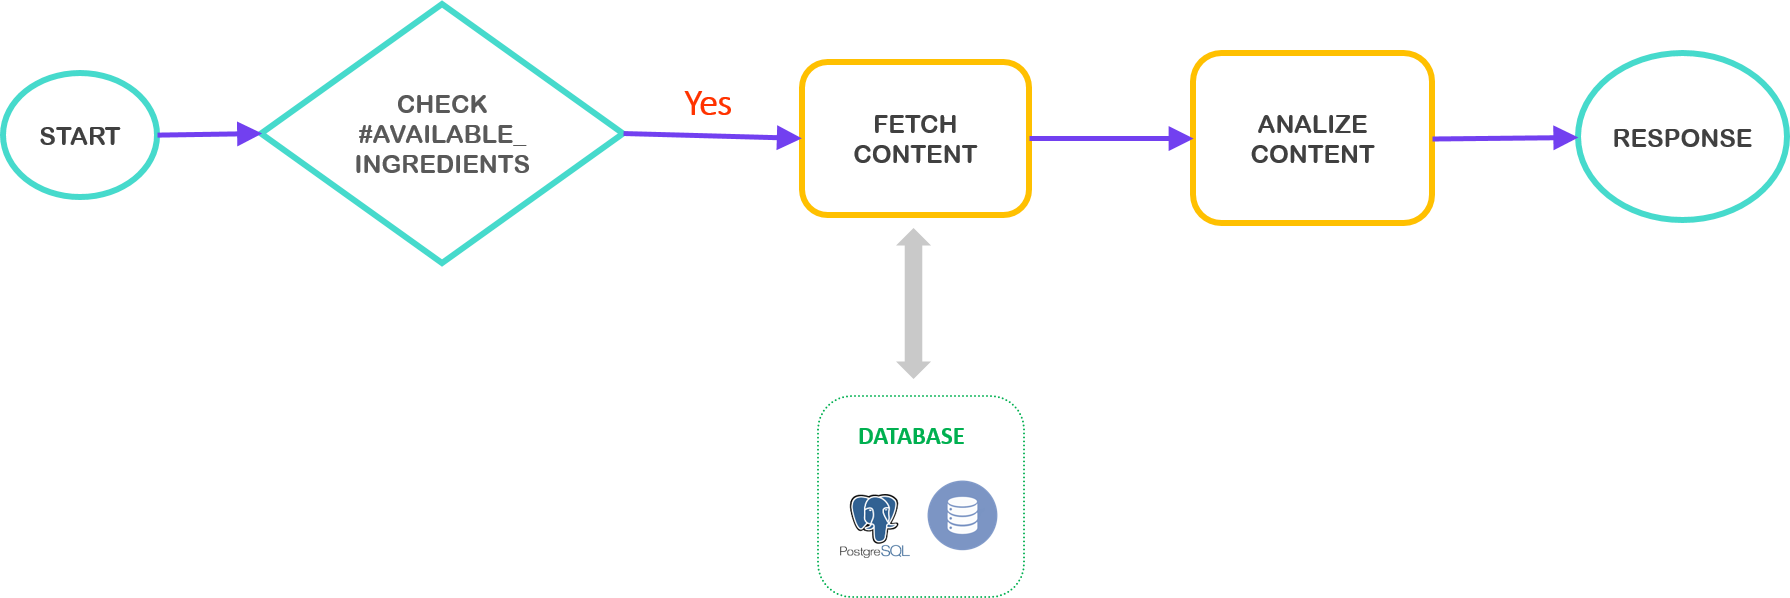 START
CHECK
#AVAILABLE_
INGREDIENTS
Yes
FETCH
CONTENT
ANALIZE
CONTENT
RESPONSE
DATABASE
PostgreSQL